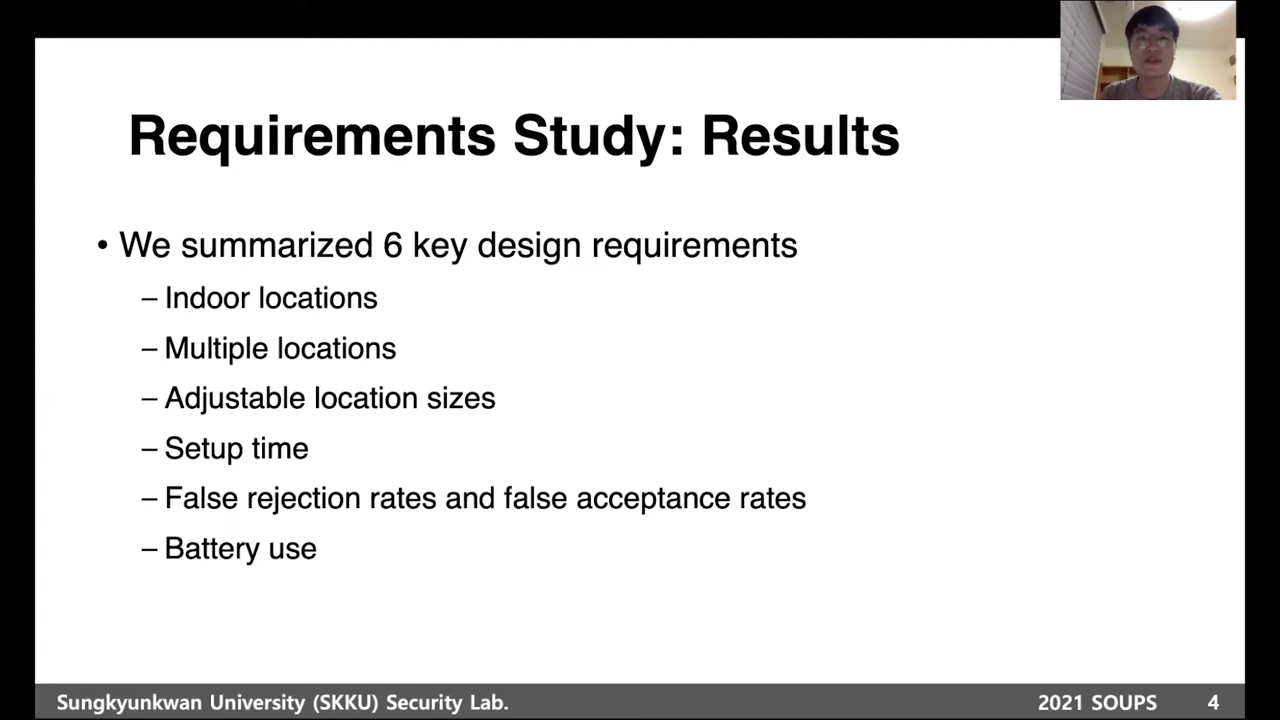 Requirements Study: Results
• We summarized 6 key design requirements
– Indoor locations
– Multiple locations
– Adjustable location sizes
– Setup time
– False rejection rates and false acceptance rates
– Battery use
Sungkyunkwan University (SKKU) Security Lab.
2021 SOUPS 4